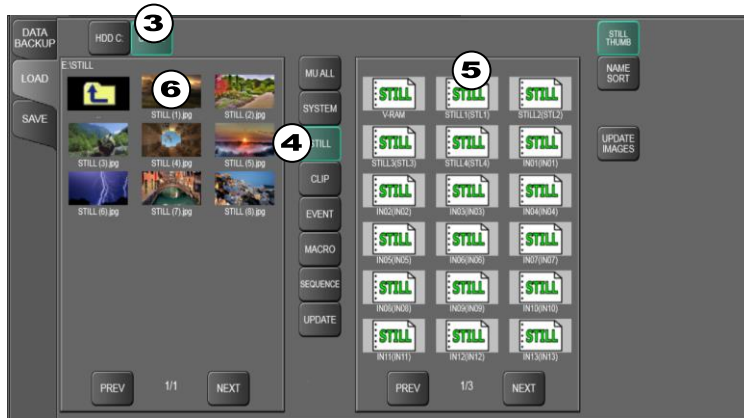 DATA
BACKUP
LOAD
SAVE
HDD C:
3
E:\STILL
..
6
STILL (1).jpg
STILL (2).jpg
STILL (3).jpg
STILL (4).jpg
STILL (5).jpg
STILL (6).jpg
STILL (7).jpg
STILL (8).jpg
PREV
1/1
NEXT
MU ALL
SYSTEM
4
STILL
CLIP
EVENT
MACRO
SEQUENCE
UPDATE
5
STILL
STILL
STILL
V-RAM
STILL1(STL1)
STILL2(STL2)
STILL
STILL
STILL
STILL3(STL3)
STILL4(STL4)
IN01(IN01)
STILL
STILL
STILL
IN02(IN02)
IN03(IN03)
IN04(IN04)
STILL
STILL
STILL
IN05(IN05)
IN06(IN06)
IN07(IN07)
STILL
STILL
STILL
IN08(IN08)
IN09(IN09)
IN10(IN10)
STILL
STILL
STILL
IN11(IN11)
IN12(IN12)
IN13(IN13)
PREV
1/3
NEXT
STILL
THUMB
NAME
SORT
UPDATE
IMAGES